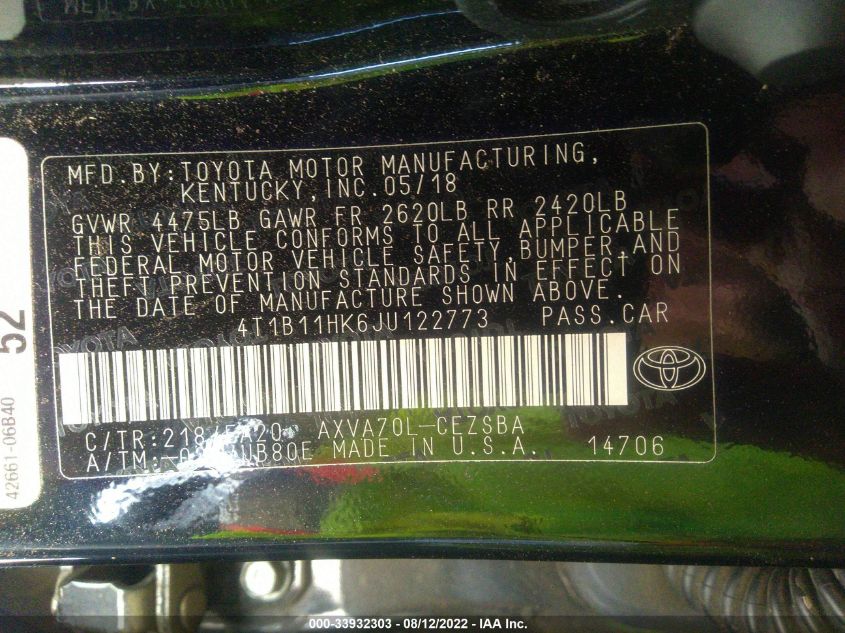 MFD.BY:TOYOTA MOTOR MANUFACTURING,
KENTUCKY,INC.05/18
GVWR 4475LB GAWR FR 2620LB RR 2420LB
THIS VEHICLE CONFORMS TO ALL APPLICABLE
FEDERAL MOTOR VEHICLE SAFETY,BUMPER,AND
THEFT PREVENTION STANDARDS IN EFFECT ON
THE DATE OF MANUFACTURE SHOWN ABOVE.
4T1B11HK6JU122773 PASS.CAR
C/TR: AXVA70L-CEZSBA
A/TM: MADE IN U.S.A. 14706
52
42661-06B40
000-33932303 - 08/12/2022 - IAA Inc.